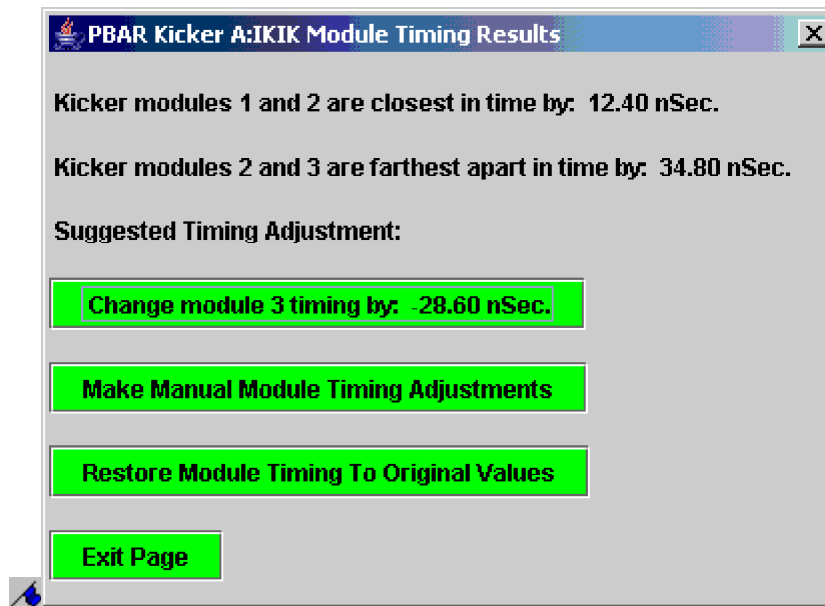 PBAR Kicker A:IKIK Module Timing Results
Kicker modules 1 and 2 are closest in time by: 12.40 nSec.
Kicker modules 2 and 3 are farthest apart in time by: 34.80 nSec.
Suggested Timing Adjustment:
Change module 3 timing by: -28.60 nSec.
Make Manual Module Timing Adjustments
Restore Module Timing To Original Values
Exit Page